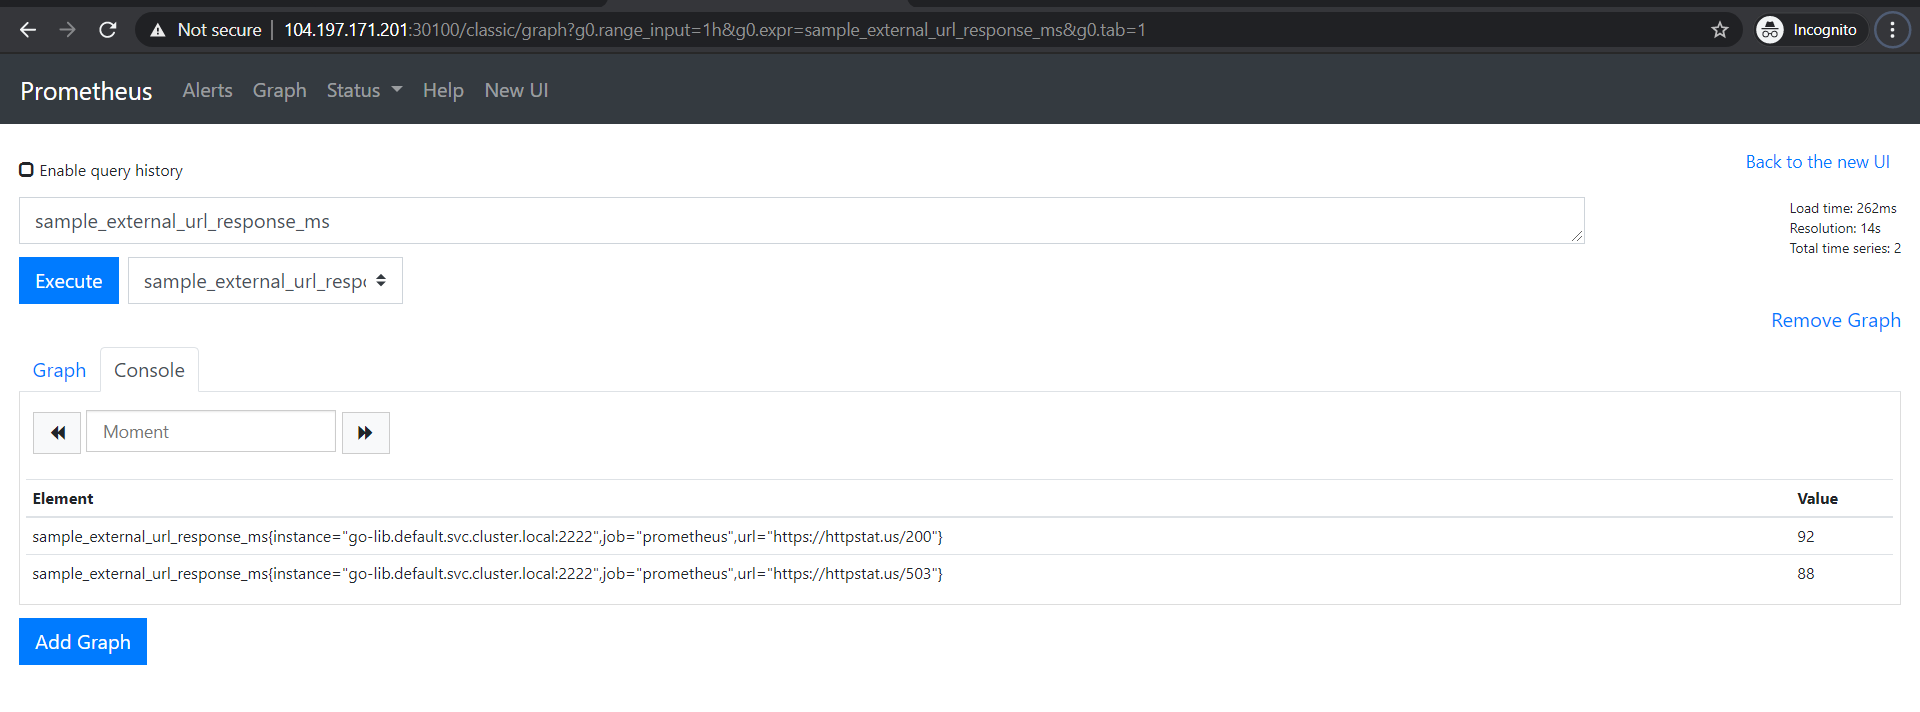 Not secure 104.197.171.201:30100/classic/graph?g0.range_input=1h&g0.expr=sample_external_url_response_ms&g0.tab=1 Incognito
Prometheus Alerts Graph Status Help New UI
Enable query history
Back to the new UI
sample_external_url_response_ms
Load time: 262ms
Resolution: 14s
Total time series: 2
Execute sample_external_url_resp
Remove Graph
Graph Console
Moment
Element Value
sample_external_url_response_ms{instance="go-lib.default.svc.cluster.local:2222",job="prometheus",url="https://httpstat.us/200"} 92
sample_external_url_response_ms{instance="go-lib.default.svc.cluster.local:2222",job="prometheus",url="https://httpstat.us/503"} 88
Add Graph